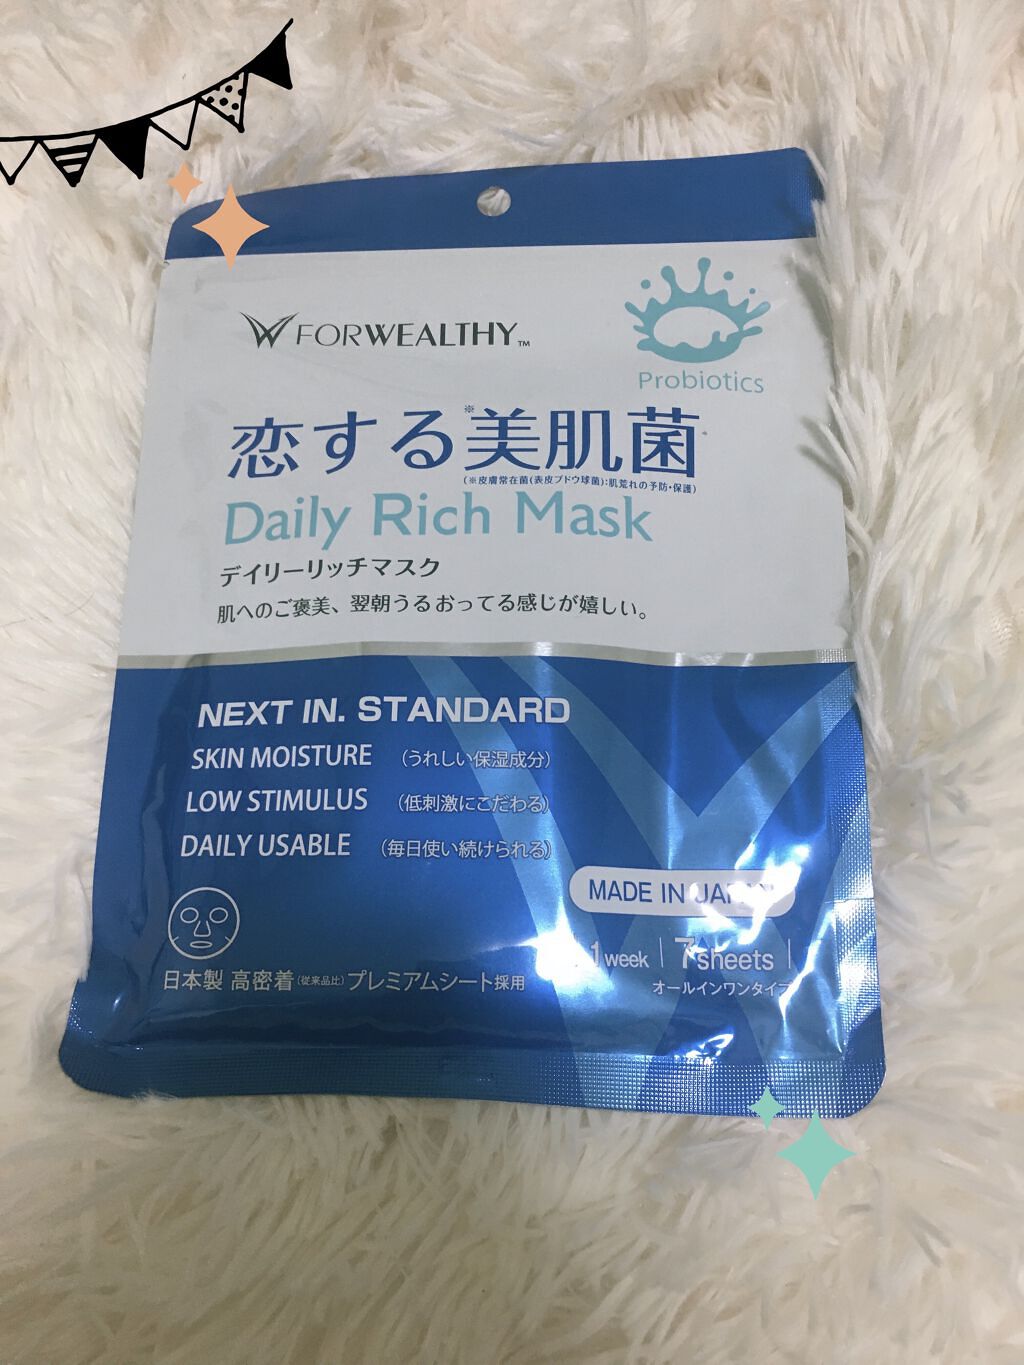 FORWEALTHY™
Probiotics
恋する※美肌菌
(※皮膚常在菌(表皮ブドウ球菌):肌荒れの予防・保護)
Daily Rich Mask
デイリーリッチマスク
肌へのご褒美、翌朝うるおってる感じが嬉しい。
NEXT IN. STANDARD
SKIN MOISTURE (うれしい保湿成分)
LOW STIMULUS (低刺激にこだわる)
DAILY USABLE (毎日使い続けられる)
MADE IN JAPAN
1week | 7sheets |
オールインワンタイプ
日本製 高密着(従来品比)プレミアムシート採用